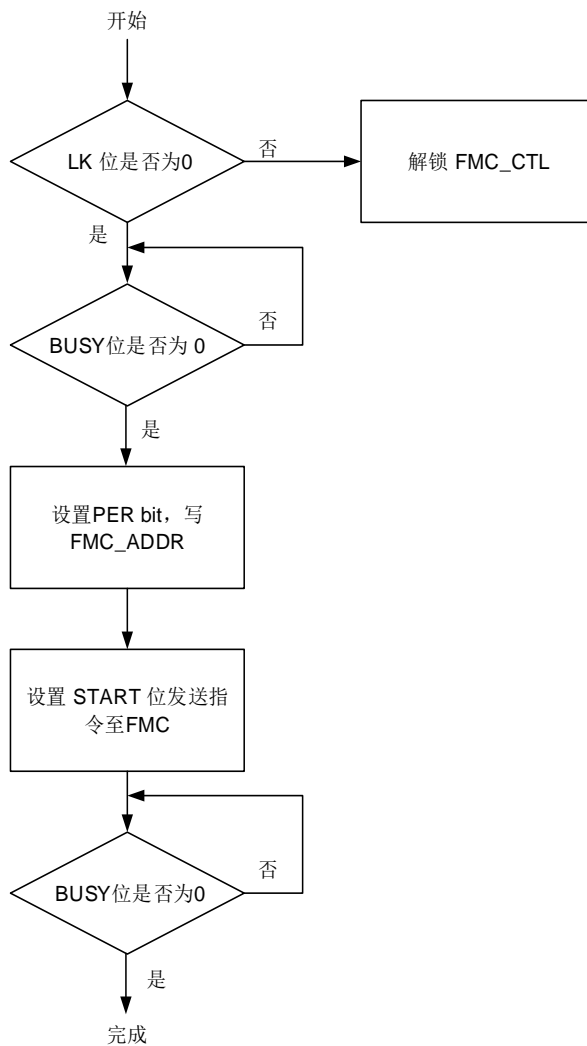 开始
LK 位是否为0
否
解锁 FMC_CTL
是
否
BUSY位是否为 0
是
设置PER bit，写
FMC_ADDR
设置 START 位发送指
令至FMC
否
BUSY位是否为0
是
完成